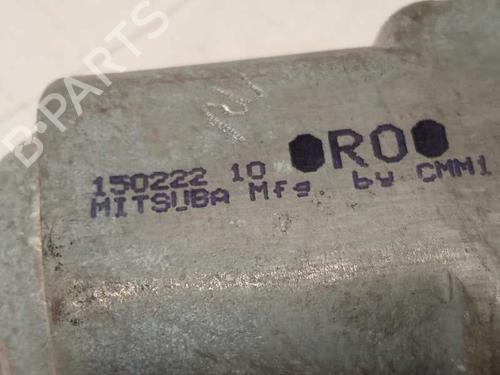 B-PARTS
150222 10 ●RO●
MITSUBA Mfg. by CMM1